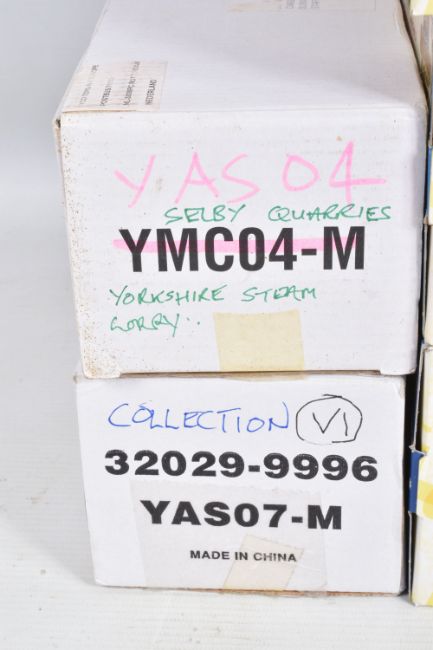 YAS 04
SELBY QUARRIES
YMC04-M
YORKSHIRE STEAM
LORRY..
COLLECTION VI
32029-9996
YAS07-M
MADE IN CHINA